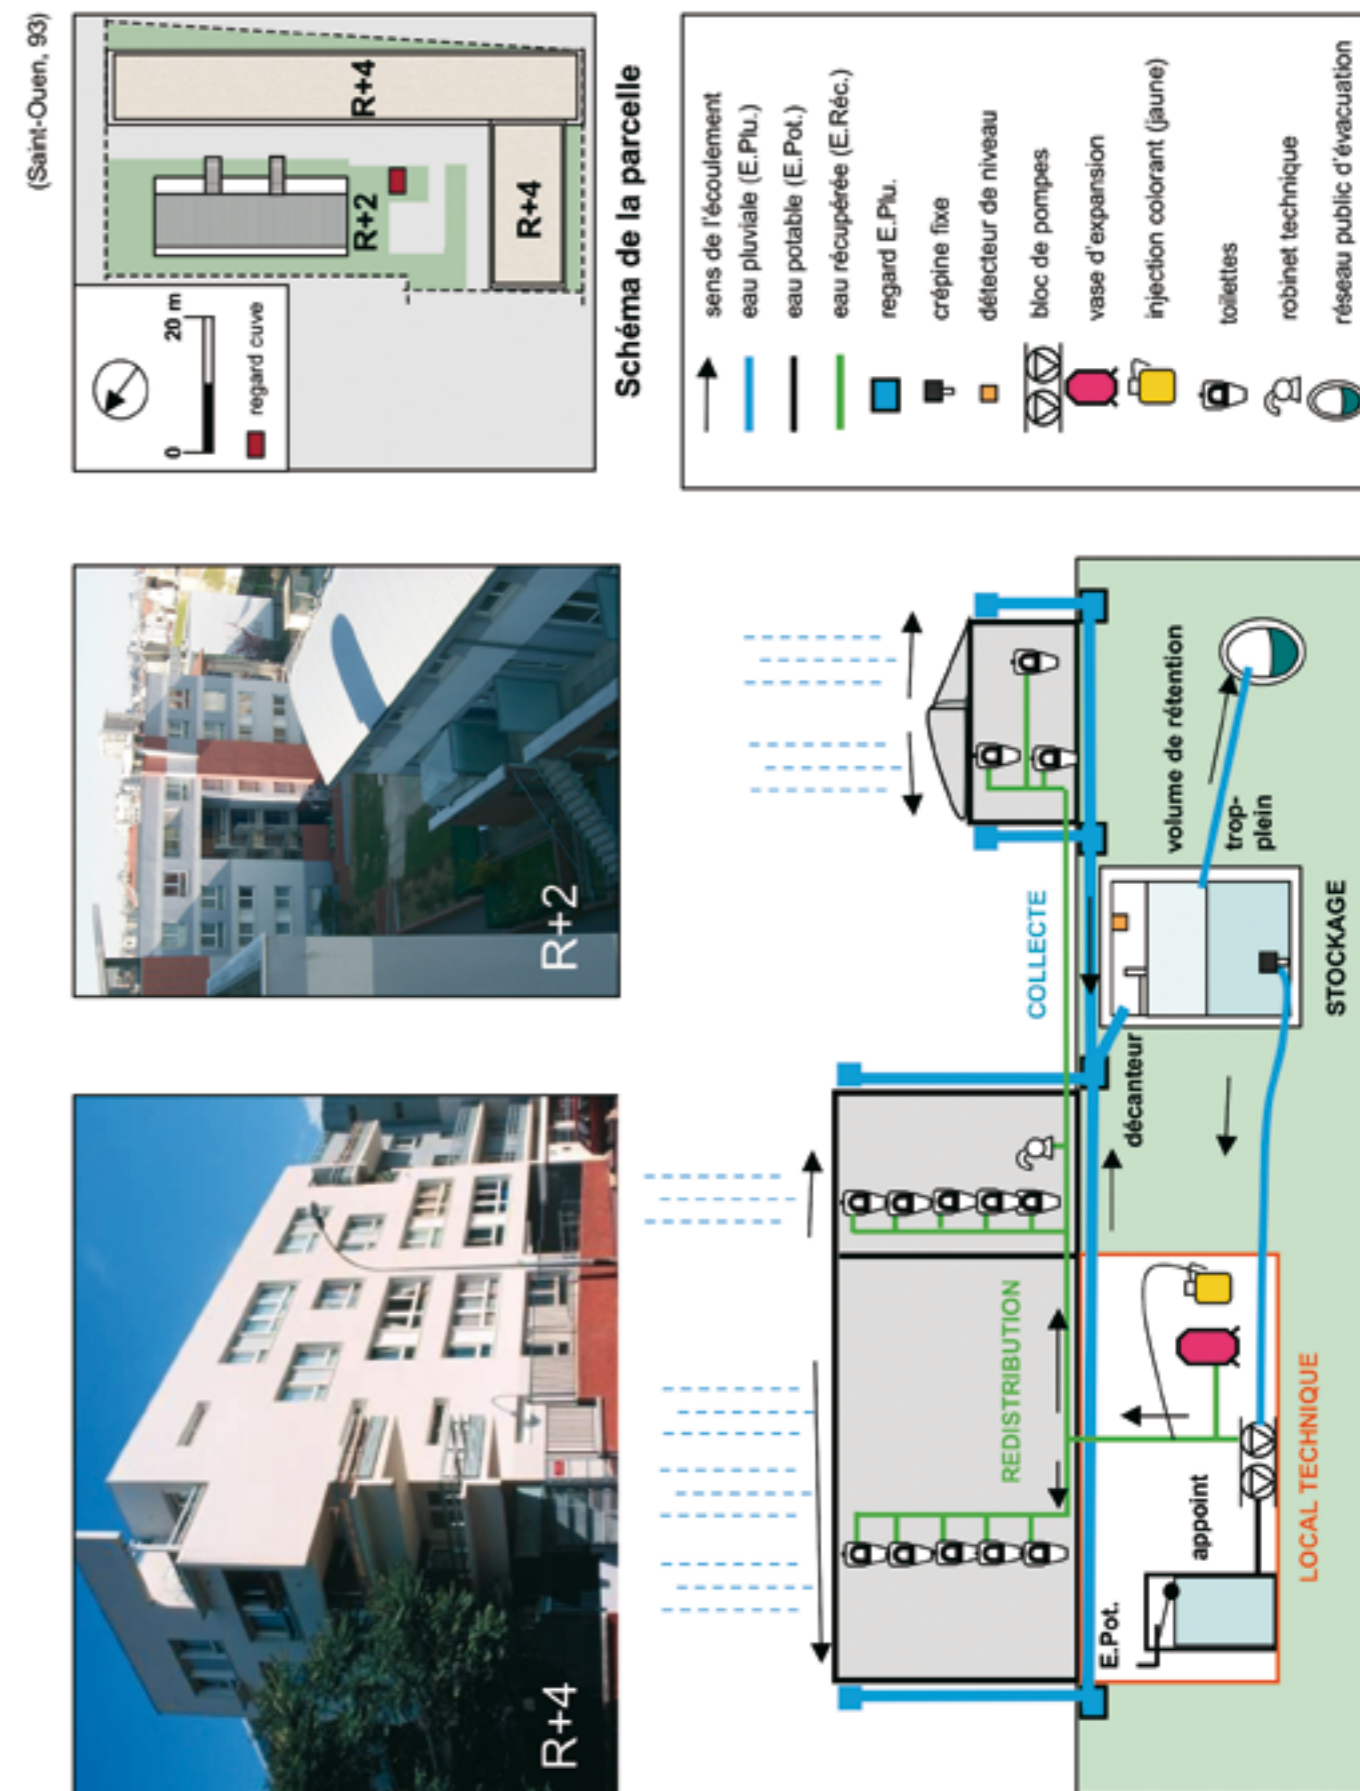 (Saint-Ouen, 93)
R+4
R+2
0
20 m
regard cuve
R+2
R+4
R+4
Schéma de la parcelle
sens de l'écoulement
eau pluviale (E.Plu.)
eau potable (E.Pot.)
eau récupérée (E.Réc.)
regard E.Plu.
crépine fixe
détecteur de niveau
bloc de pompes
vase d'expansion
injection colorant (jaune)
toilettes
robinet technique
réseau public d'évacuation
REDISTRIBUTION
COLLECTE
E.Pot.
appoint
décanteur
volume de rétention
trop-
plein
LOCAL TECHNIQUE
STOCKAGE